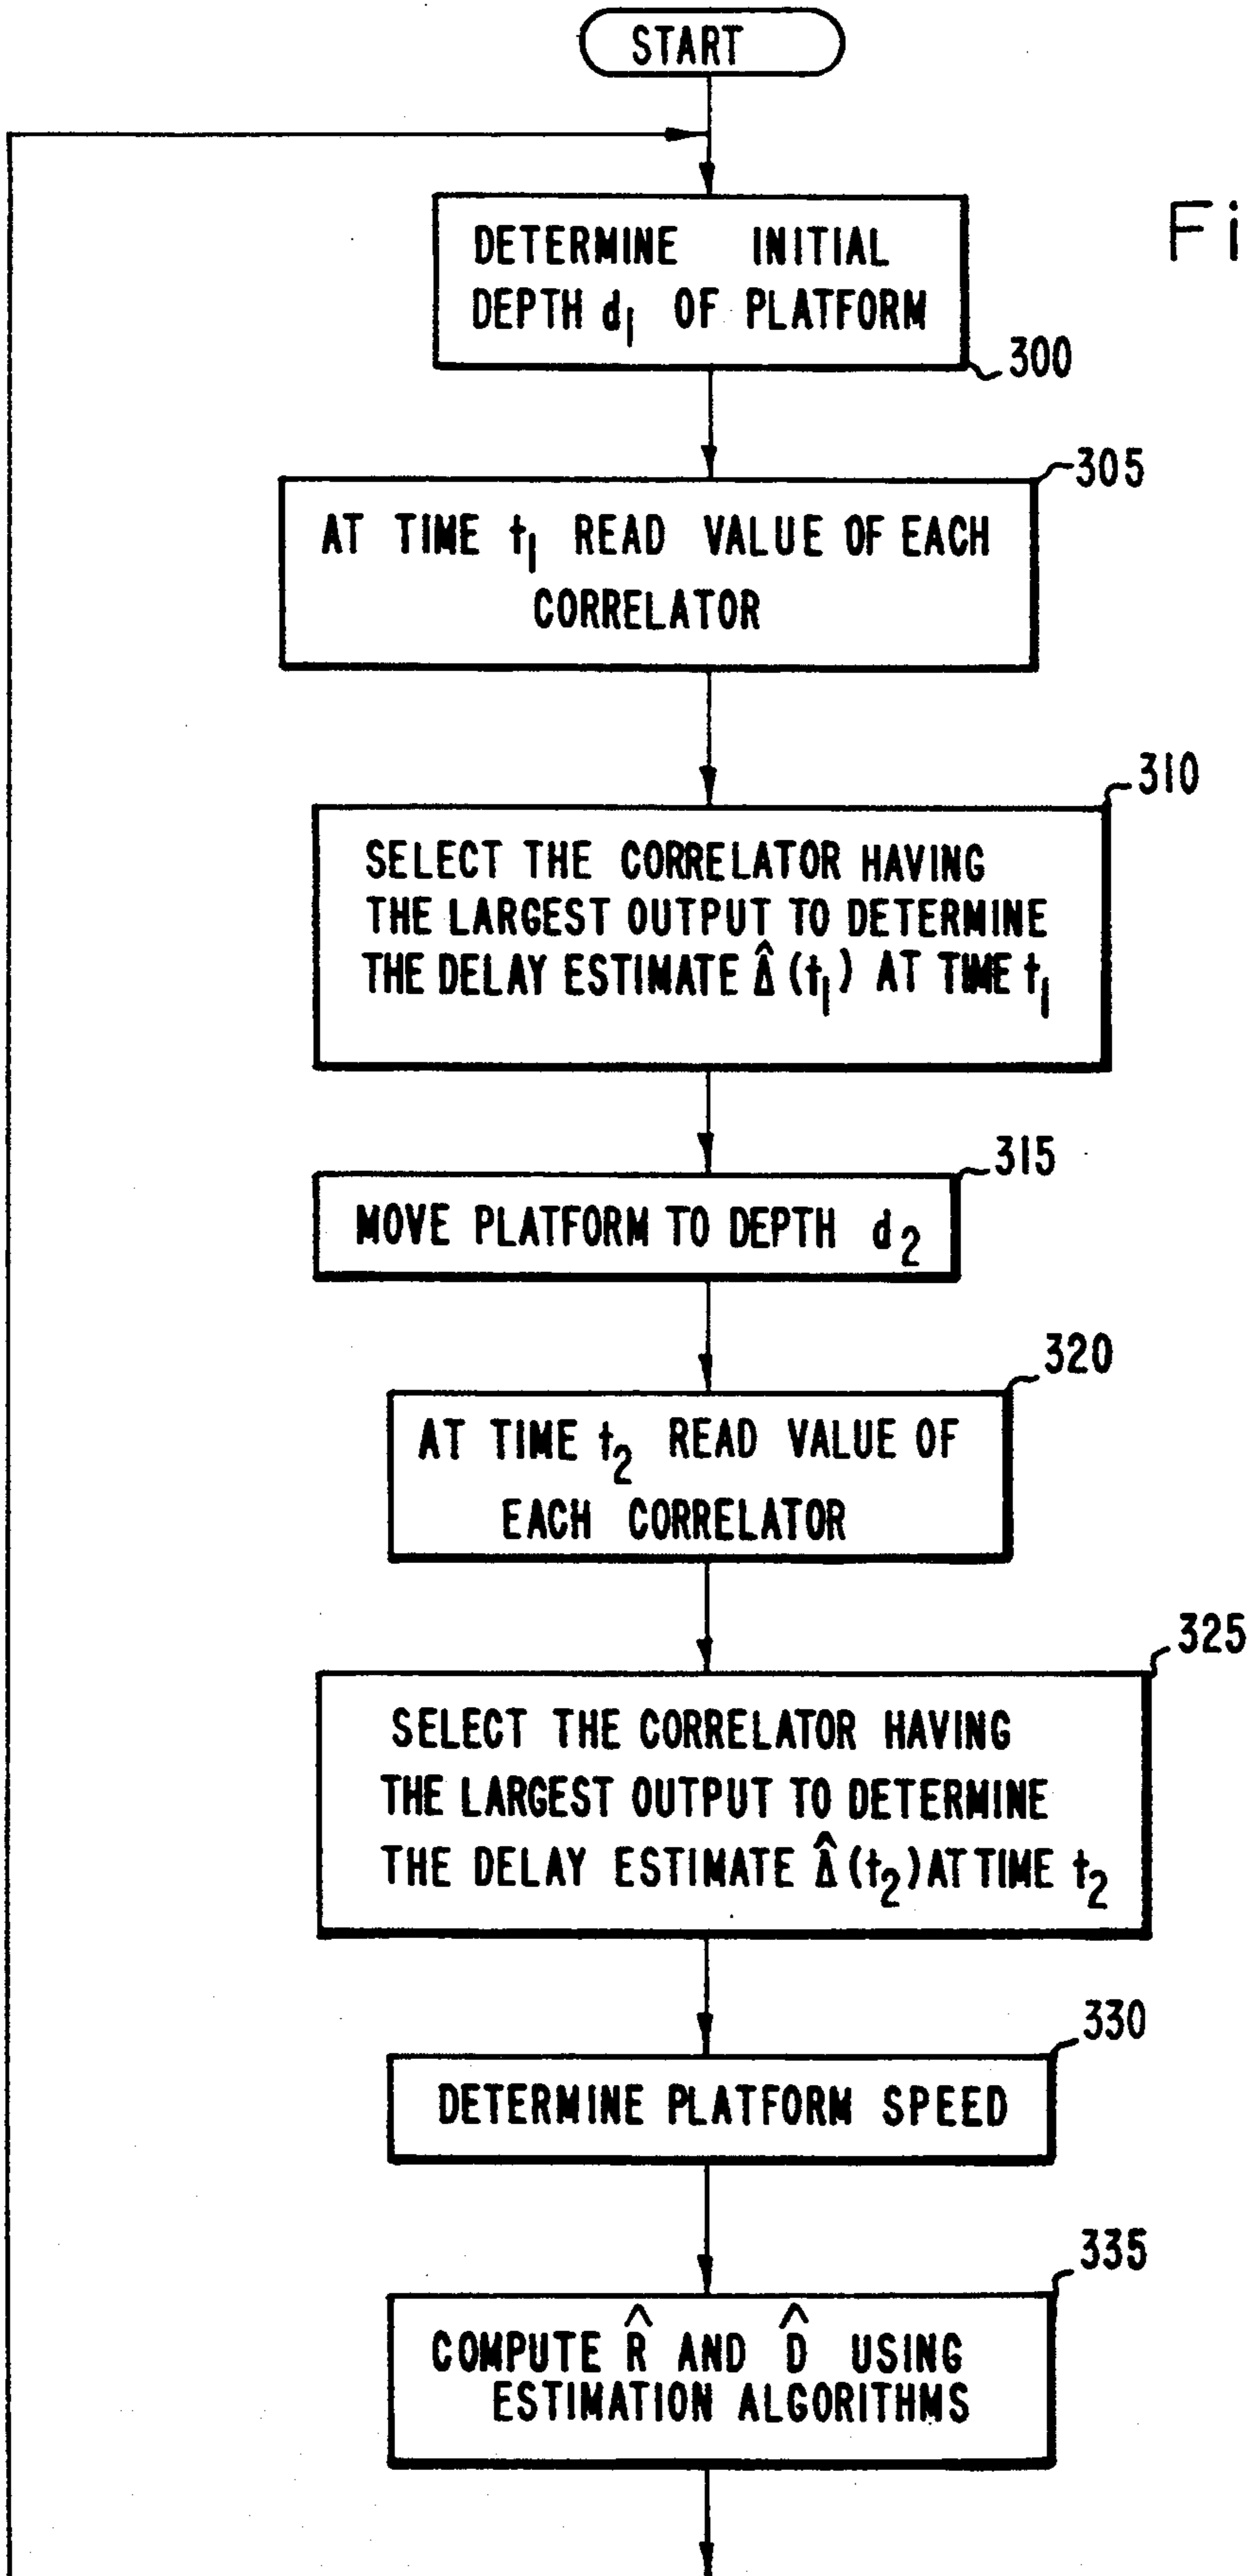 START
Fi
DETERMINE INITIAL
DEPTH d₁ OF PLATFORM
300
305
AT TIME t₁ READ VALUE OF EACH
CORRELATOR
310
SELECT THE CORRELATOR HAVING
THE LARGEST OUTPUT TO DETERMINE
THE DELAY ESTIMATE Δ̂ (t₁) AT TIME t₁
315
MOVE PLATFORM TO DEPTH d₂
320
AT TIME t₂ READ VALUE OF
EACH CORRELATOR
325
SELECT THE CORRELATOR HAVING
THE LARGEST OUTPUT TO DETERMINE
THE DELAY ESTIMATE Δ̂ (t₂) AT TIME t₂
330
DETERMINE PLATFORM SPEED
335
COMPUTE R̂ AND D̂ USING
ESTIMATION ALGORITHMS